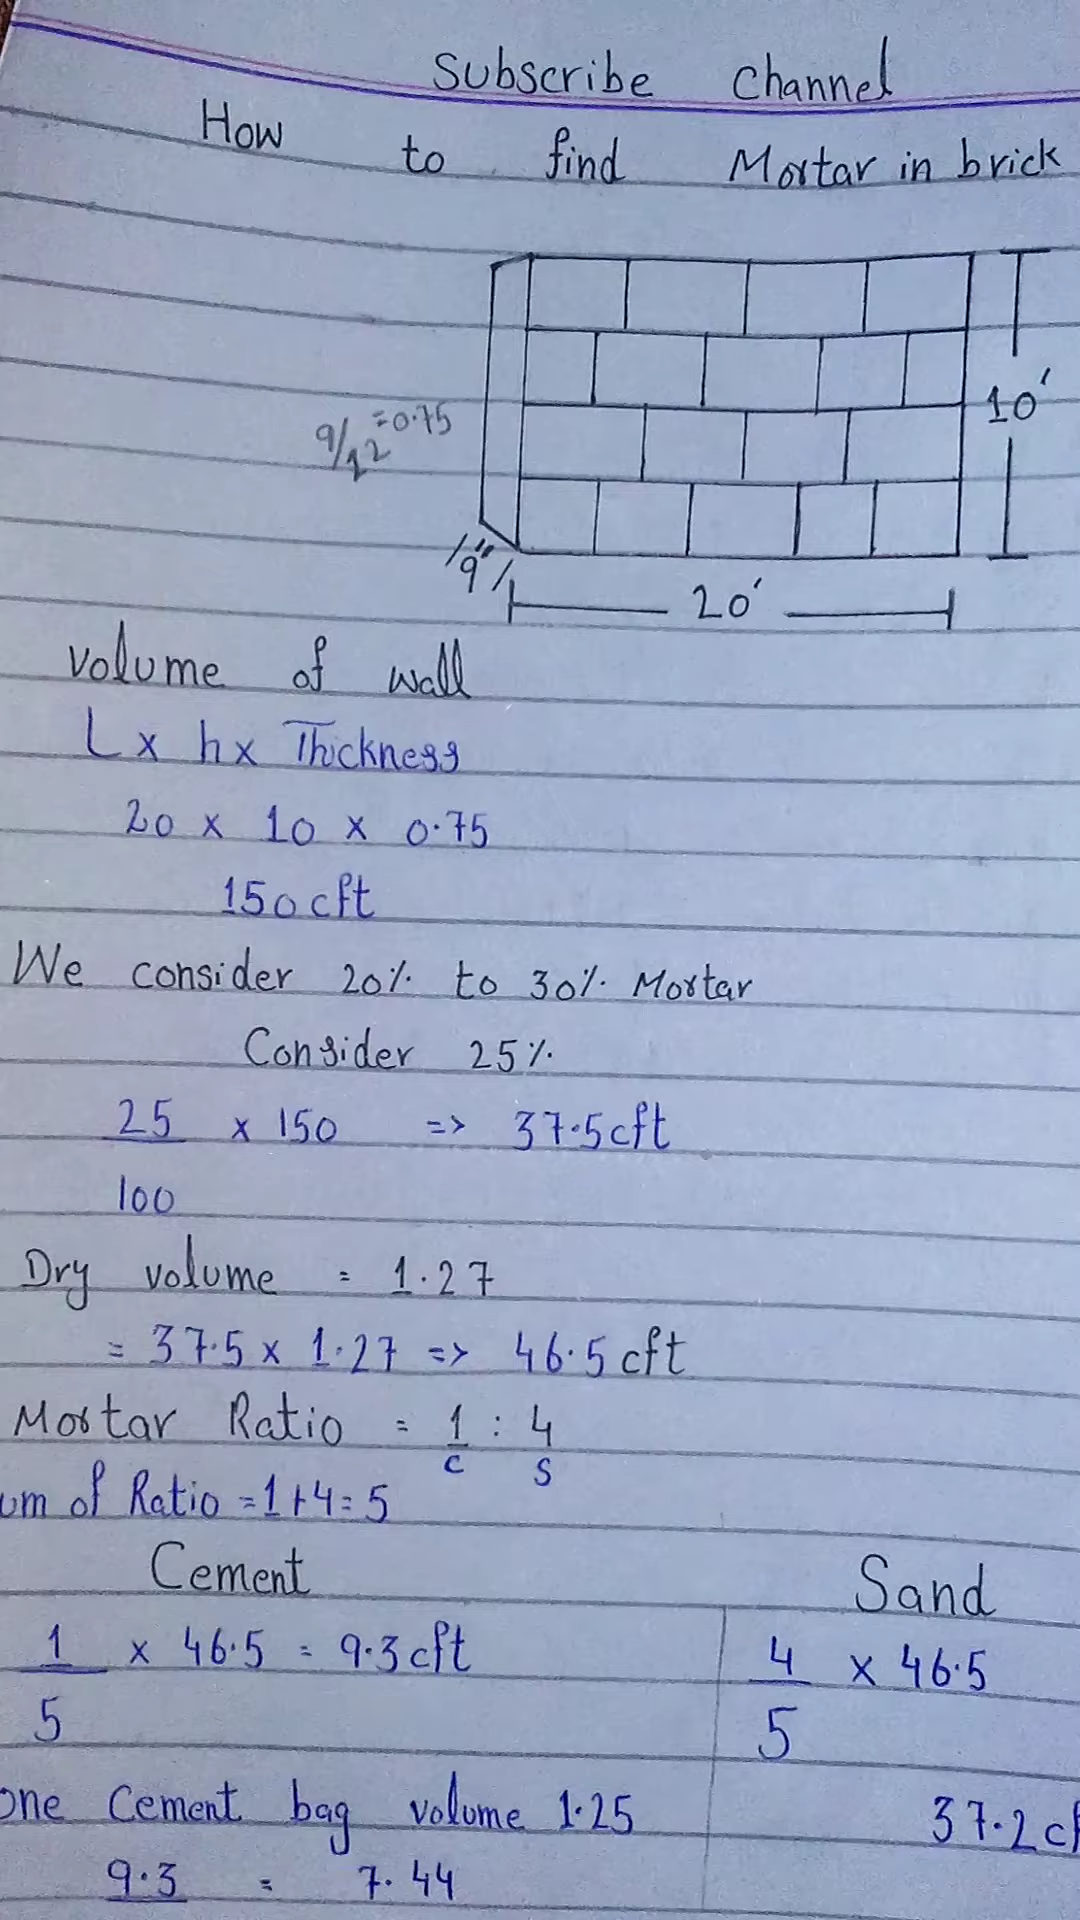 Subscribe Channel
How to find Mortar in brick
10'
9/12 = 0.75
9"
20'
Volume of wall
L x h x Thickness
20 x 10 x 0.75
150 cft
We consider 20% to 30% Mortar
Consider 25%
25 x 150 => 37.5 cft
100
Dry volume = 1.27
= 37.5 x 1.27 => 46.5 cft
Mortar Ratio = 1 : 4
C S
um of Ratio = 1+4 = 5
Cement
1 x 46.5 = 9.3 cft
5
one Cement bag volume 1.25
9.3 = 7.44
Sand
4 x 46.5
5
37.2 cf